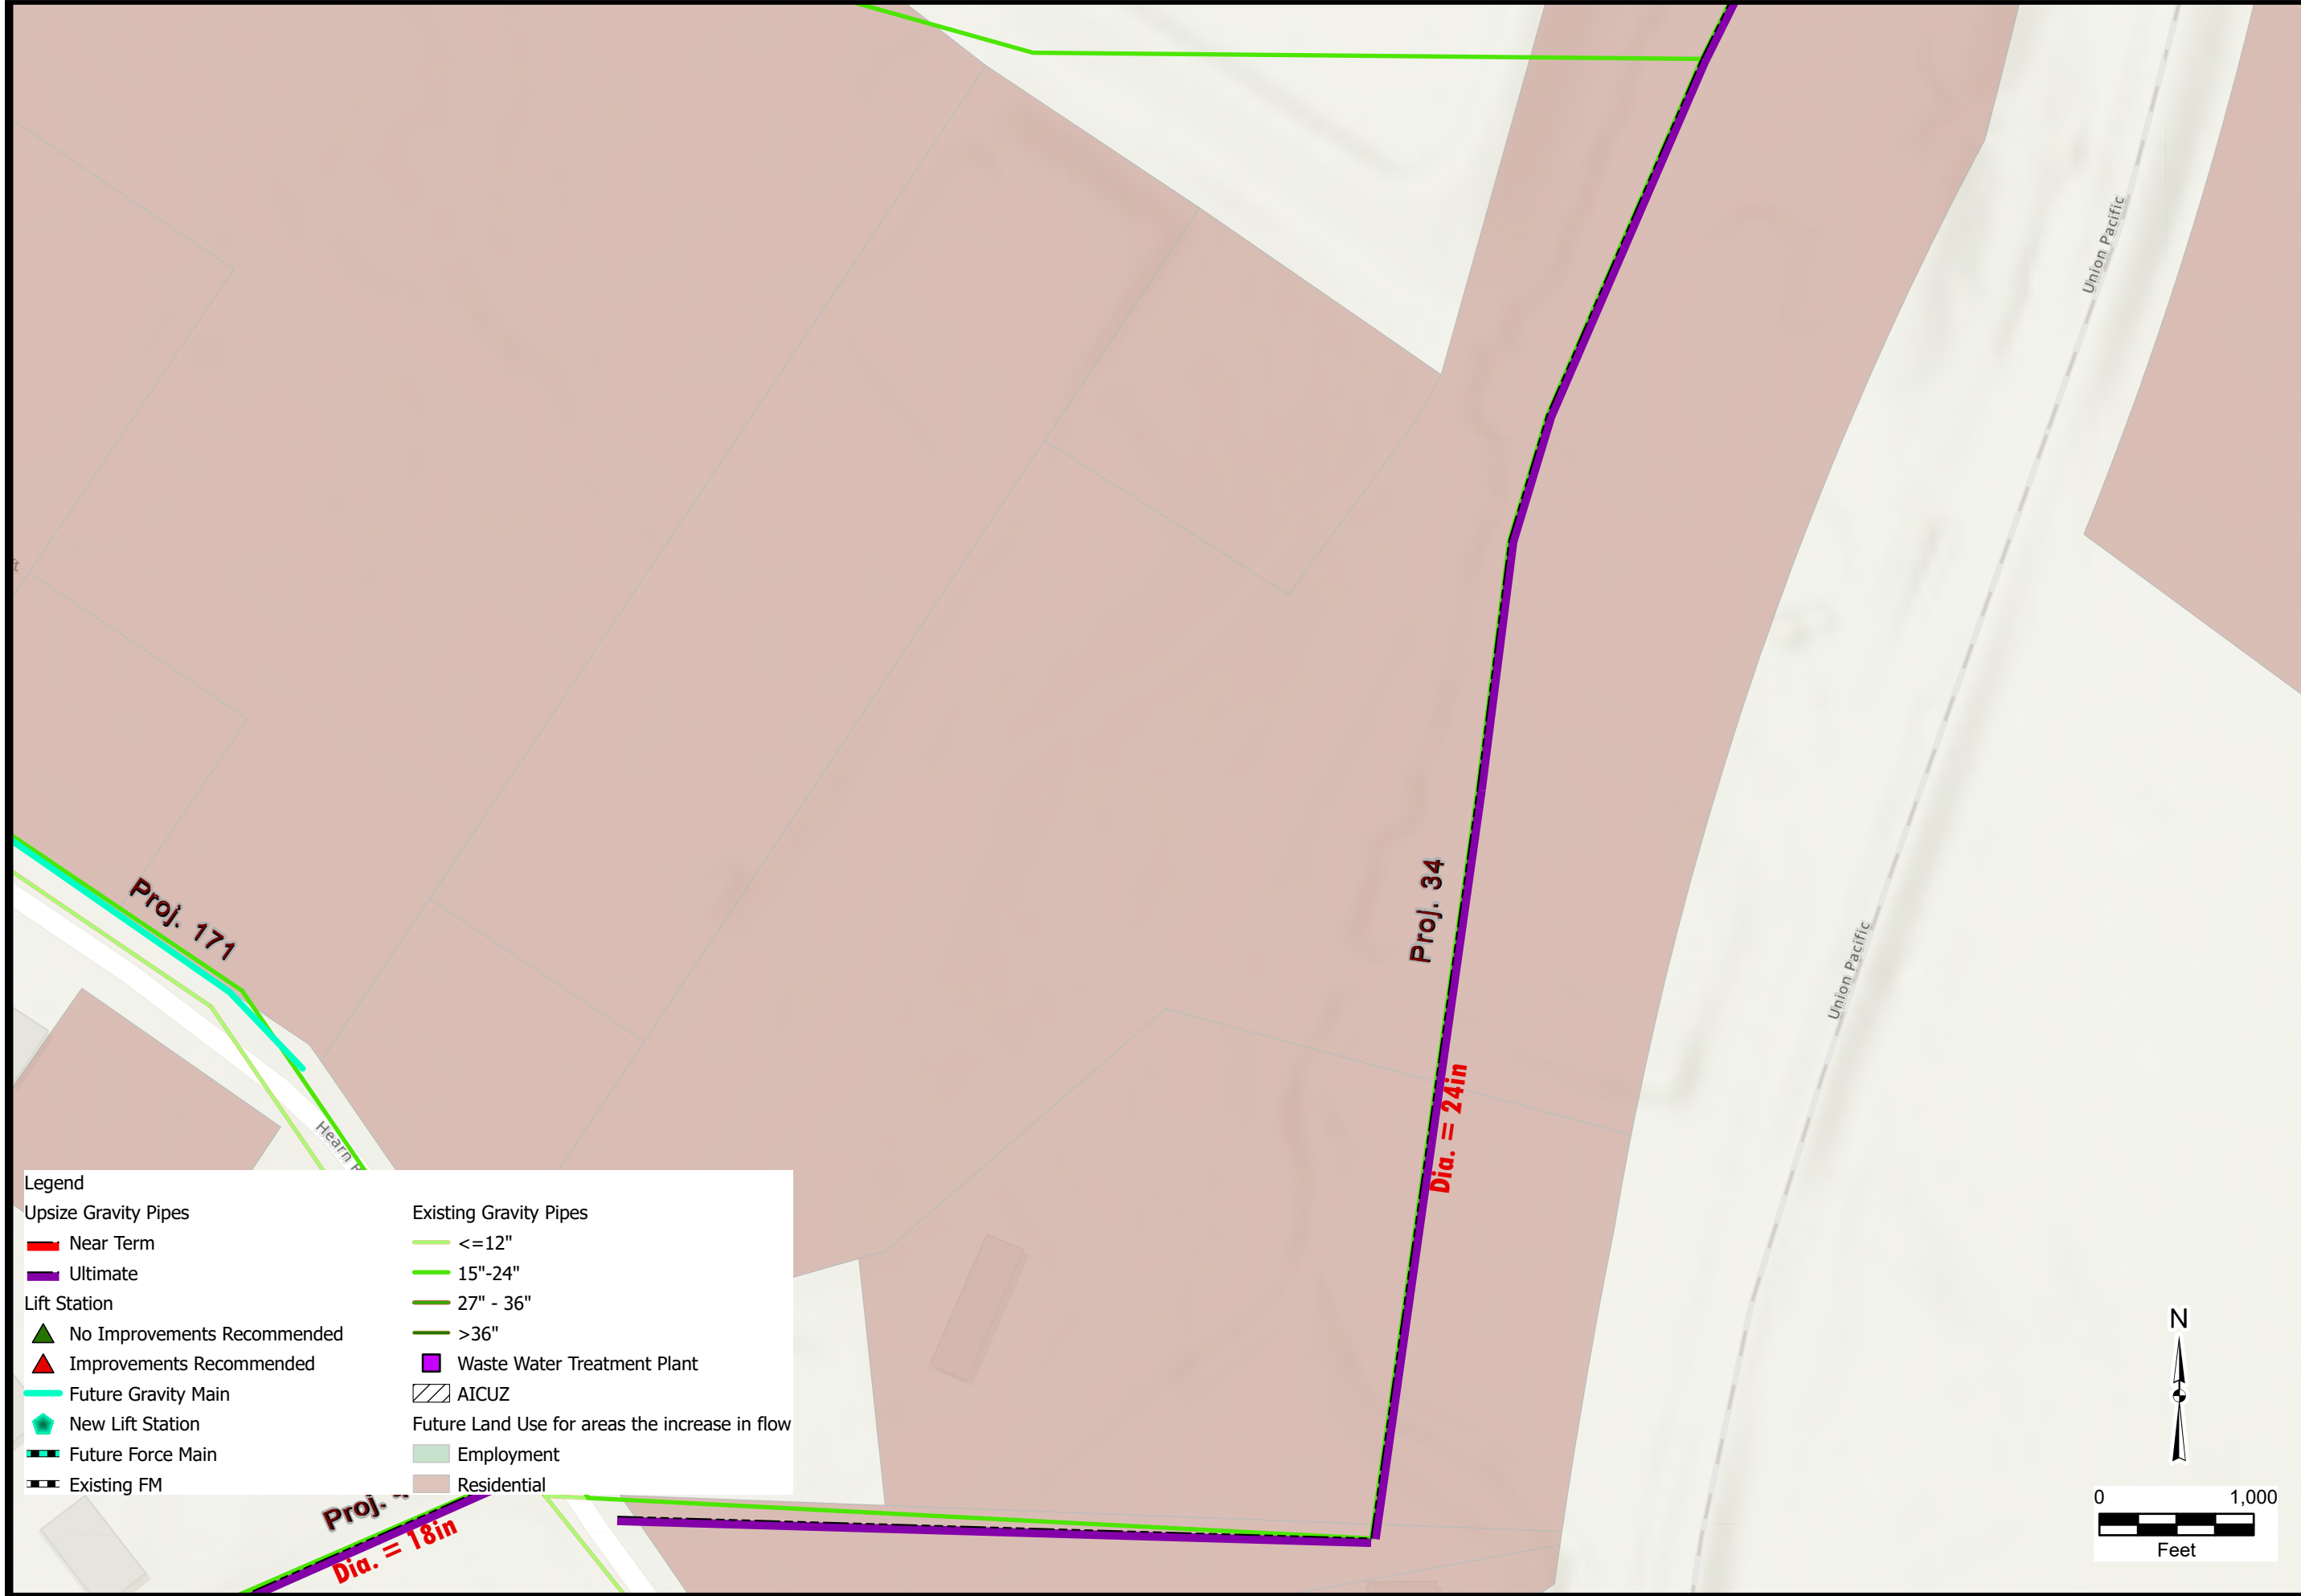 Union Pacific
Proj. 34
Proj. 171
Union Pacific
Dia. = 24in
Hearn
Legend
Upsize Gravity Pipes
Near Term
Ultimate
Lift Station
No Improvements Recommended
Improvements Recommended
Future Gravity Main
New Lift Station
Future Force Main
Existing FM
Existing Gravity Pipes
<=12"
15"-24"
27" - 36"
>36"
Waste Water Treatment Plant
AICUZ
Future Land Use for areas the increase in flow
Employment
Residential
Proj.
Dia. = 18in
N
0 1,000
Feet